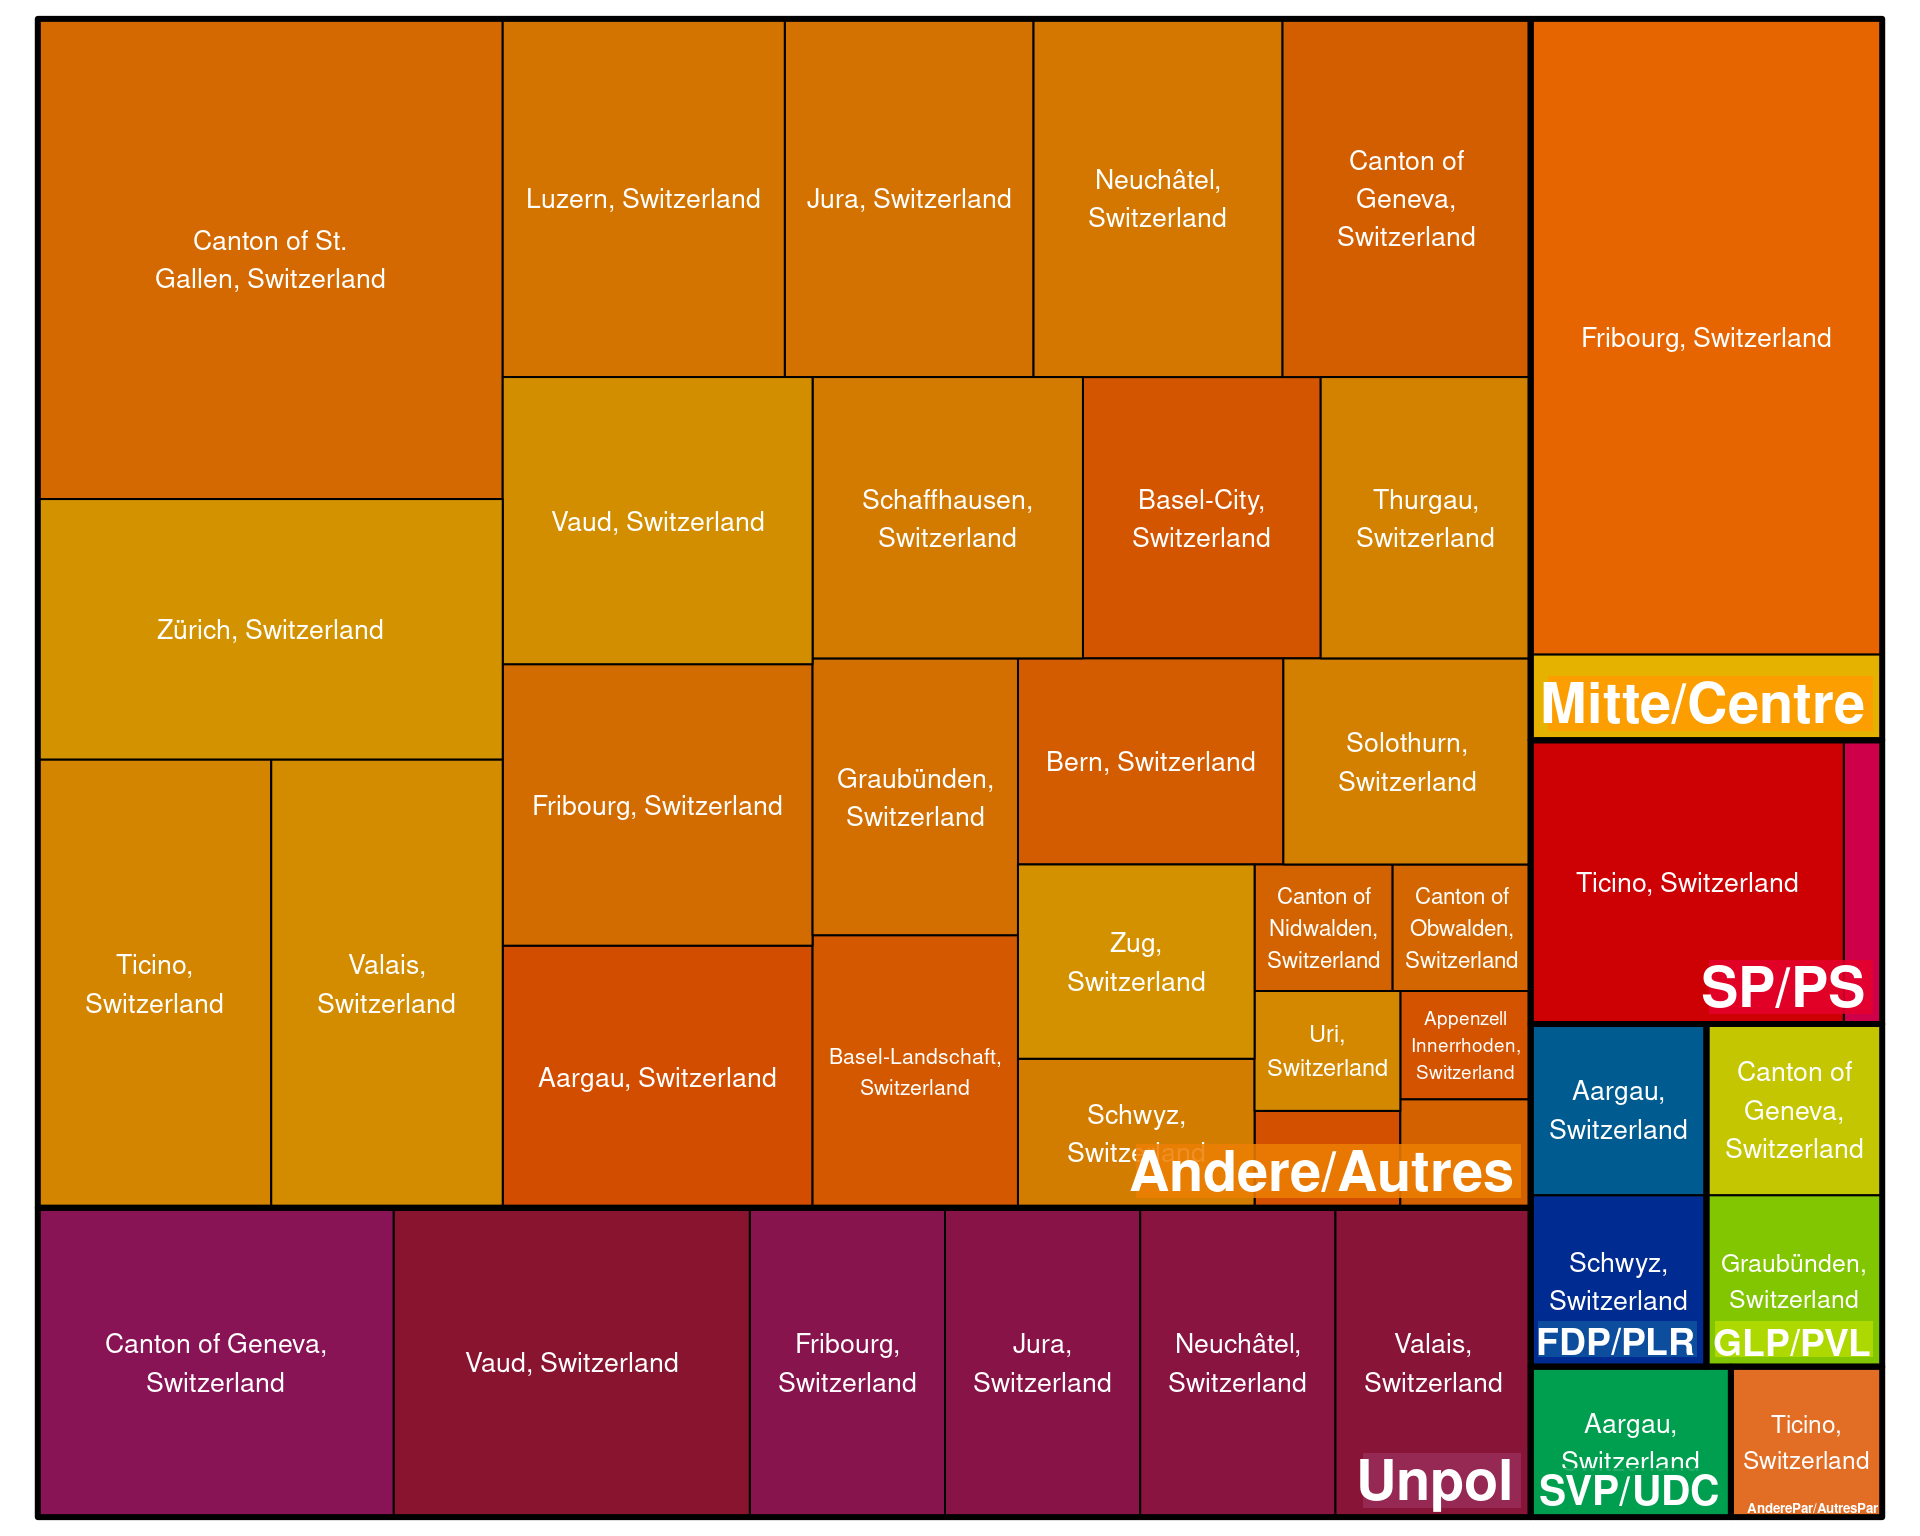 Canton of St.
Gallen, Switzerland
Luzern, Switzerland
Jura, Switzerland
Neuchâtel,
Switzerland
Canton of
Geneva,
Switzerland
Zürich, Switzerland
Vaud, Switzerland
Schaffhausen,
Switzerland
Basel-City,
Switzerland
Thurgau,
Switzerland
Ticino,
Switzerland
Valais,
Switzerland
Fribourg, Switzerland
Graubünden,
Switzerland
Bern, Switzerland
Solothurn,
Switzerland
Aargau, Switzerland
Basel-Landschaft,
Switzerland
Zug,
Switzerland
Canton of
Nidwalden,
Switzerland
Canton of
Obwalden,
Switzerland
Uri,
Switzerland
Appenzell
Innerrhoden,
Switzerland
Schwyz,
Switzerland
Andere/Autres
Canton of Geneva,
Switzerland
Vaud, Switzerland
Fribourg,
Switzerland
Jura,
Switzerland
Neuchâtel,
Switzerland
Valais,
Switzerland
Unpol
Fribourg, Switzerland
Mitte/Centre
Ticino, Switzerland
SP/PS
Aargau,
Switzerland
Schwyz,
Switzerland
FDP/PLR
Canton of
Geneva,
Switzerland
Graubünden,
Switzerland
GLP/PVL
Aargau,
Switzerland
SVP/UDC
Ticino,
Switzerland
AnderePar/AutresPar